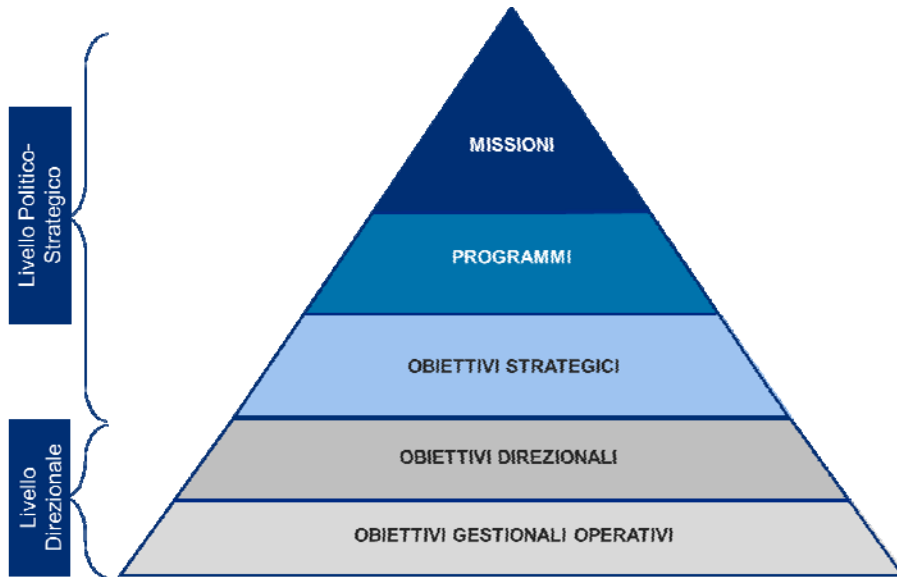 MISSIONI
PROGRAMMI
OBIETTIVI STRATEGICI
OBIETTIVI DIREZIONALI
OBIETTIVI GESTIONALI OPERATIVI
Livello Politico-
Strategico
Livello
Direzionale